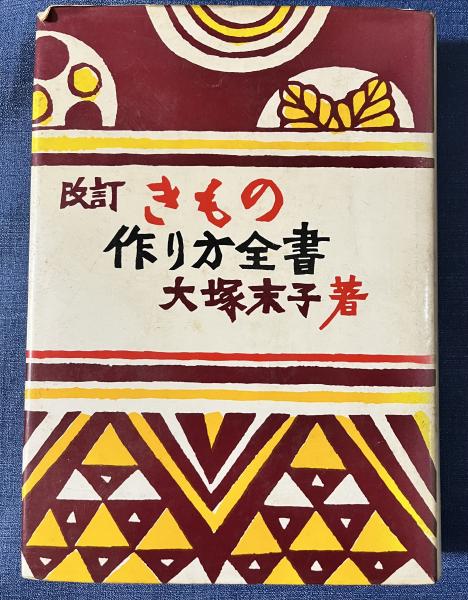 改訂 きもの
作り方全書
大塚末子著